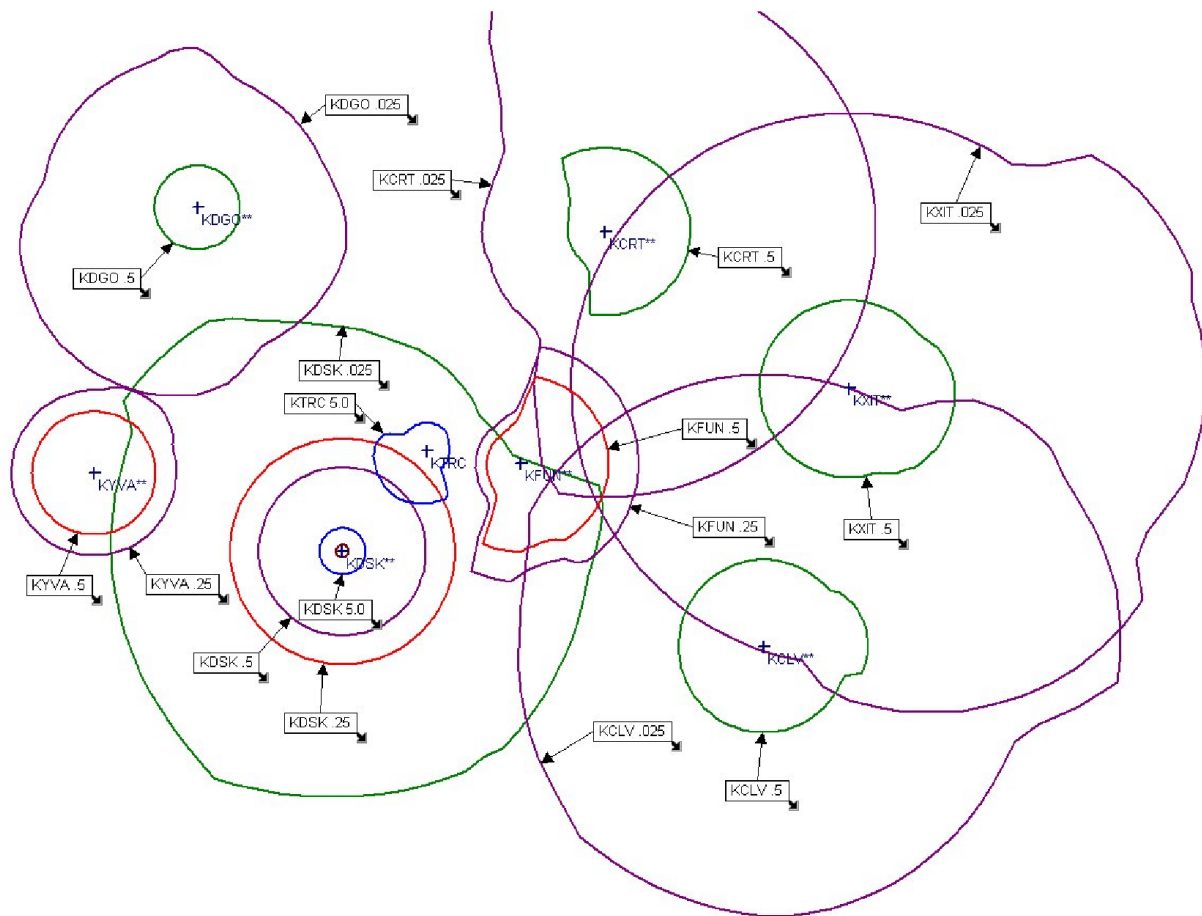 KDGO .025
KCRT .025
KXIT .025
KDGO**
KCRT**
KCRT .5
KDGO .5
KDSK .025
KXIT**
KTRC 5.0
KFUN .5
KTRC
KFUN**
KYVA**
KFUN .25
KXIT .5
KDSK**
KYVA .5
KYVA .25
KDSK 5.0
KDSK .5
KCLV**
KDSK .25
KCLV .025
KCLV .5